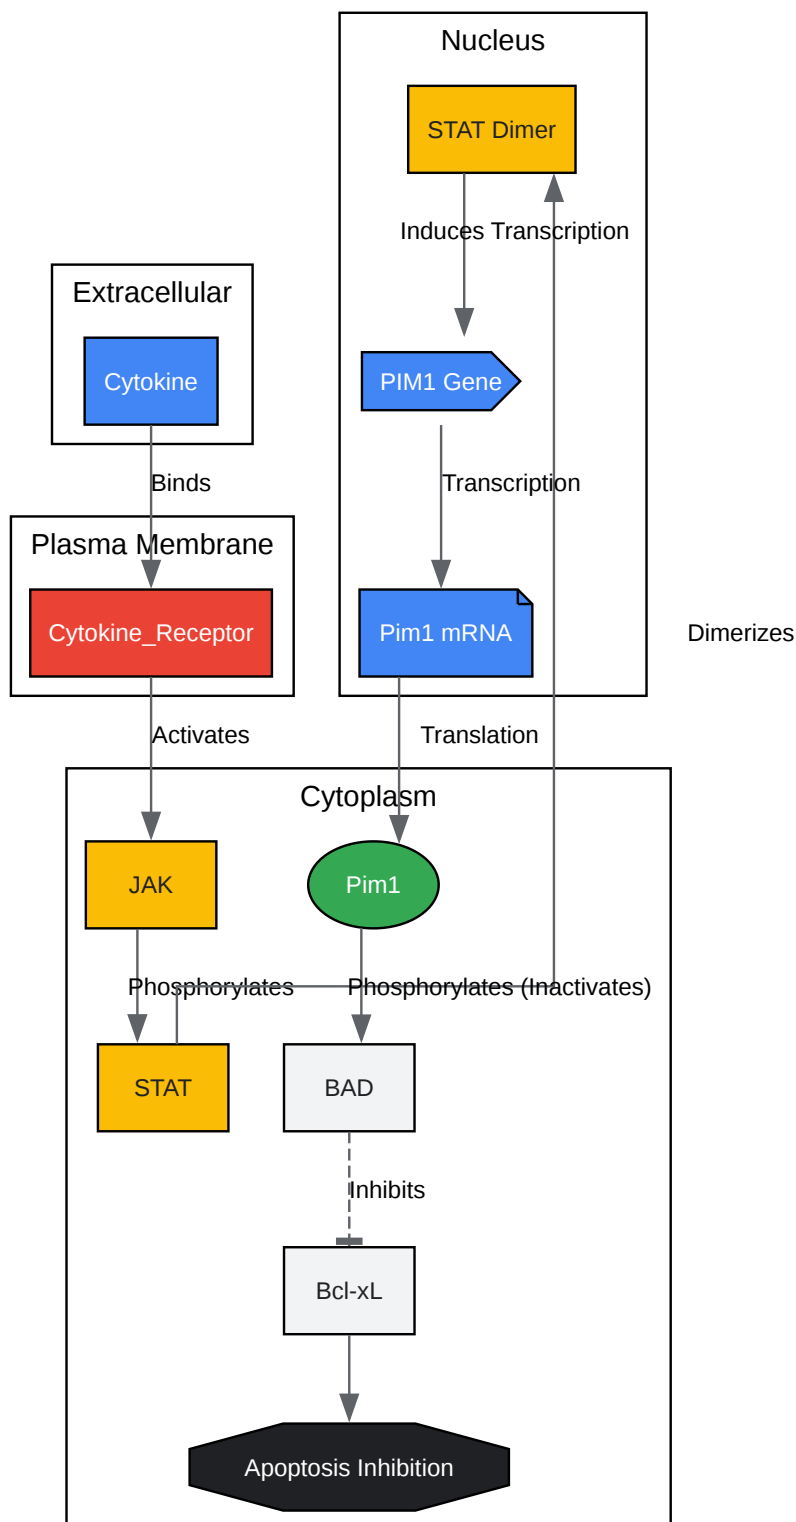 Nucleus
STAT Dimer
Induces Transcription
Extracellular
Cytokine
PIM1 Gene
Binds
Transcription
Plasma Membrane
Cytokine_Receptor
Pim1 mRNA
Dimerizes
Activates
Translation
Cytoplasm
JAK
Pim1
Phosphorylates
Phosphorylates (Inactivates)
STAT
BAD
Inhibits
Bcl-xL
Apoptosis Inhibition